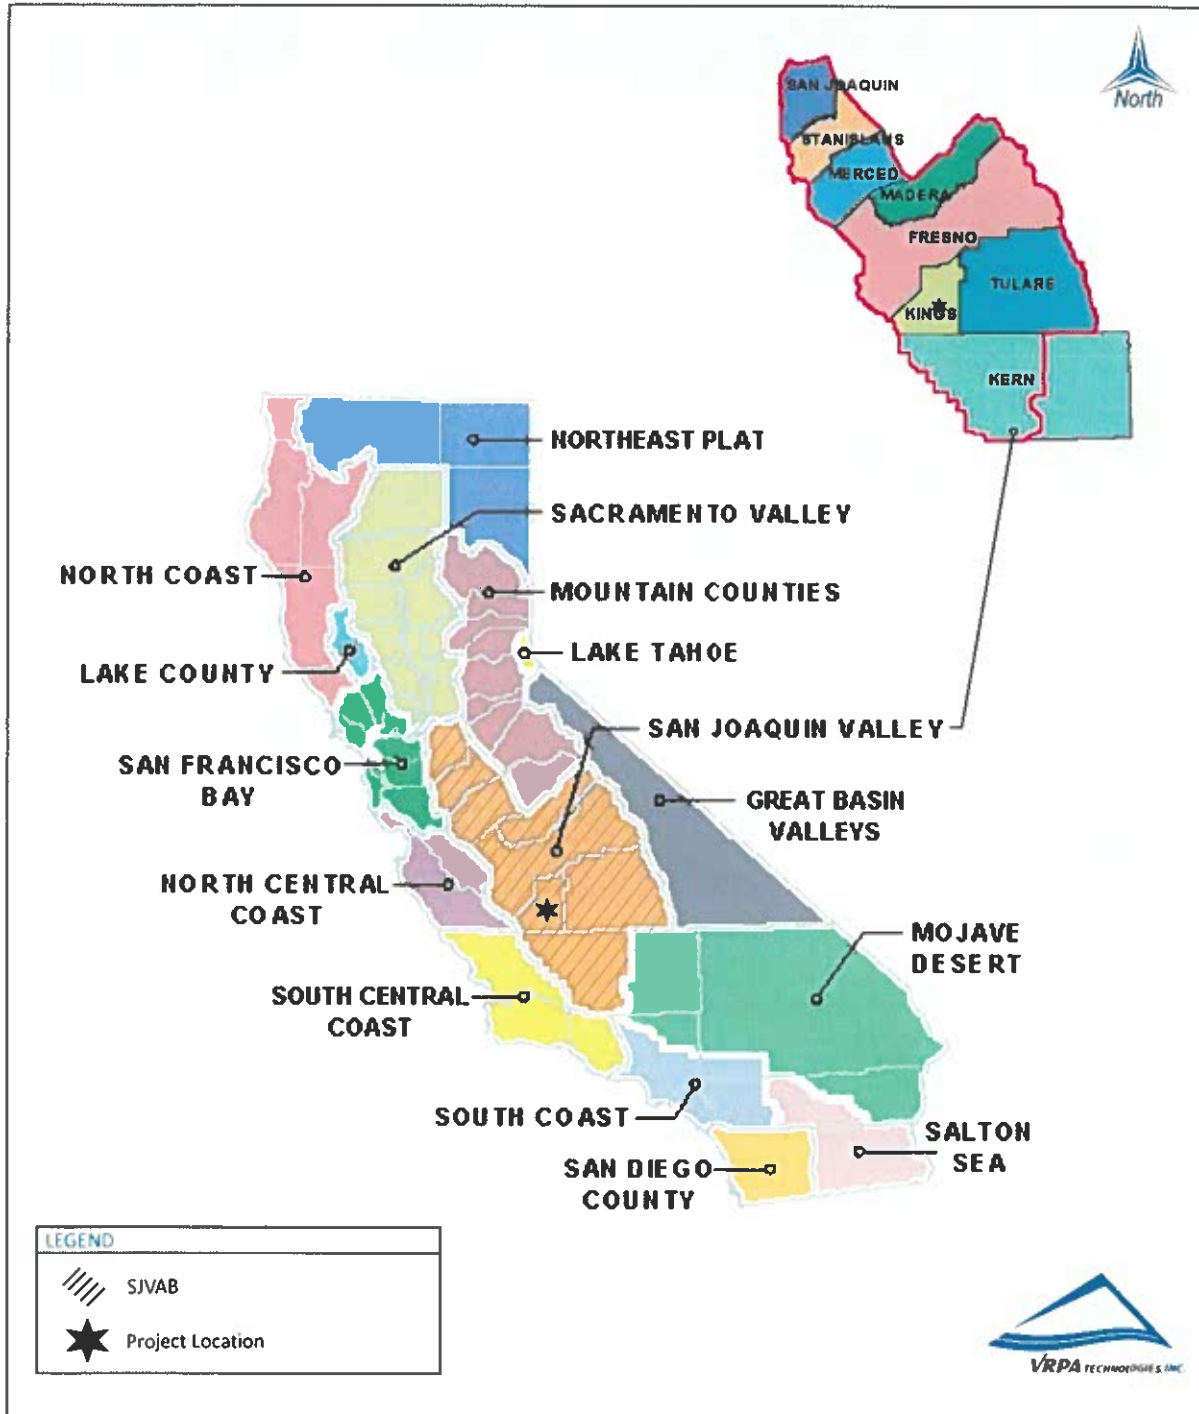 North
SAN JOAQUIN
STANISLAUS
MERCED
MADERA
FRESNO
TULARE
KINGS
KERN
NORTHEAST PLAT
SACRAMENTO VALLEY
NORTH COAST
MOUNTAIN COUNTIES
LAKE TAHOE
LAKE COUNTY
SAN JOAQUIN VALLEY
SAN FRANCISCO
BAY
GREAT BASIN
VALLEYS
NORTH CENTRAL
COAST
MOJAVE
DESERT
SOUTH CENTRAL
COAST
SOUTH COAST
SALTON
SEA
SAN DIEGO
COUNTY
LEGEND
SJVAB
Project Location
VRPA TECHNOLOGIES, INC.